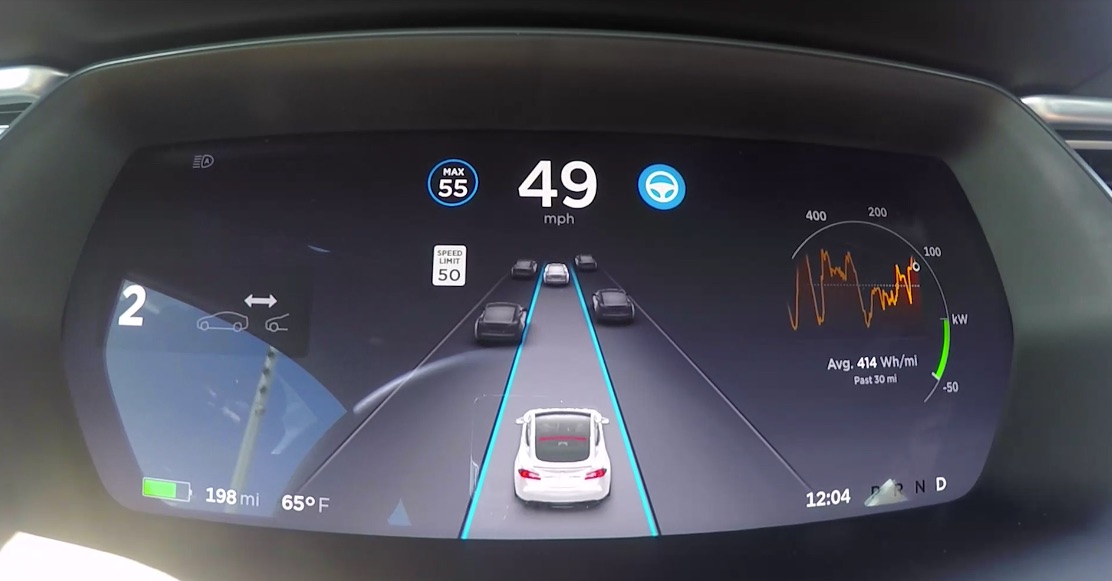 MAX
55
49
mph
SPEED
LIMIT
50
2
400
200
100
kW
-50
Avg. 414 Wh/mi
Past 30 mi
198 mi
65° F
12:04
P R N D